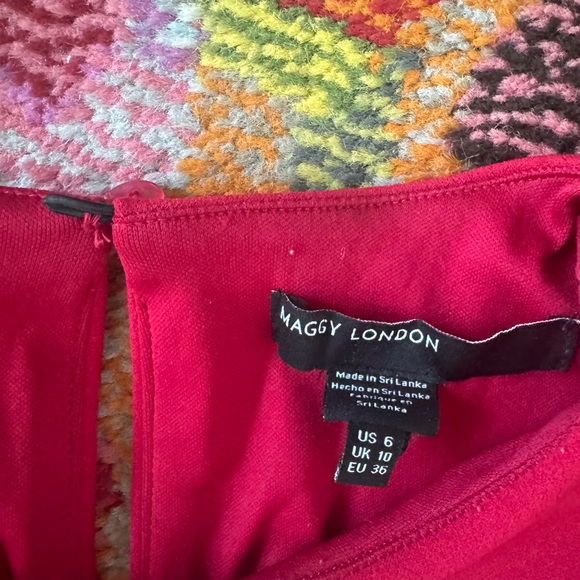 MAGGY LONDON
Made in Sri Lanka
Hecho en Sri Lanka
Fabriqué en
Sri Lanka
US 6
UK 10
EU 36